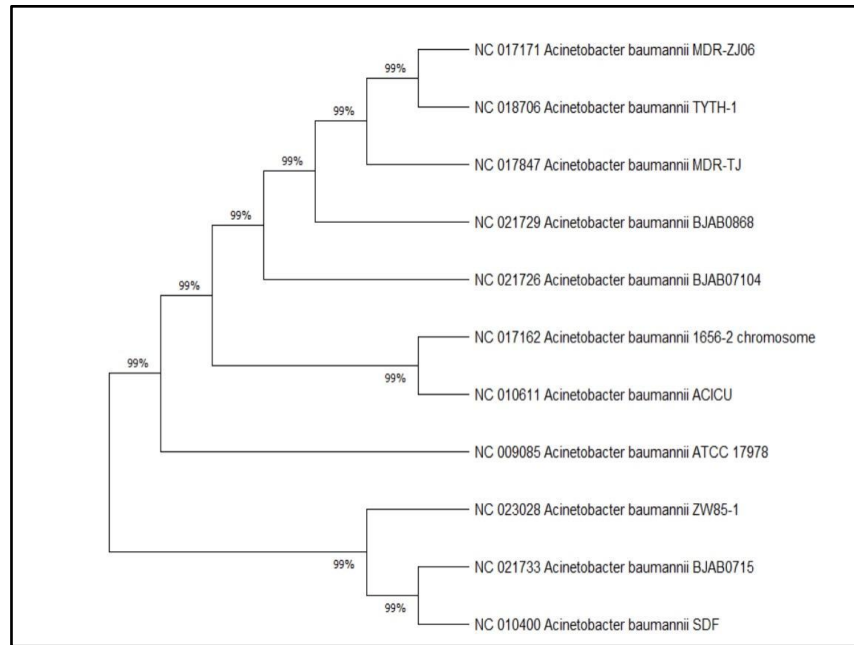 99%
NC 017171 Acinetobacter baumannii MDR-ZJ06
99%
NC 018706 Acinetobacter baumannii TYTH-1
99%
NC 017847 Acinetobacter baumannii MDR-TJ
99%
NC 021729 Acinetobacter baumannii BJAB0868
99%
NC 021726 Acinetobacter baumannii BJAB07104
99%
NC 017162 Acinetobacter baumannii 1656-2 chromosome
99%
NC 010611 Acinetobacter baumannii ACICU
99%
NC 009085 Acinetobacter baumannii ATCC 17978
NC 023028 Acinetobacter baumannii ZW85-1
99%
NC 021733 Acinetobacter baumannii BJAB0715
99%
NC 010400 Acinetobacter baumannii SDF